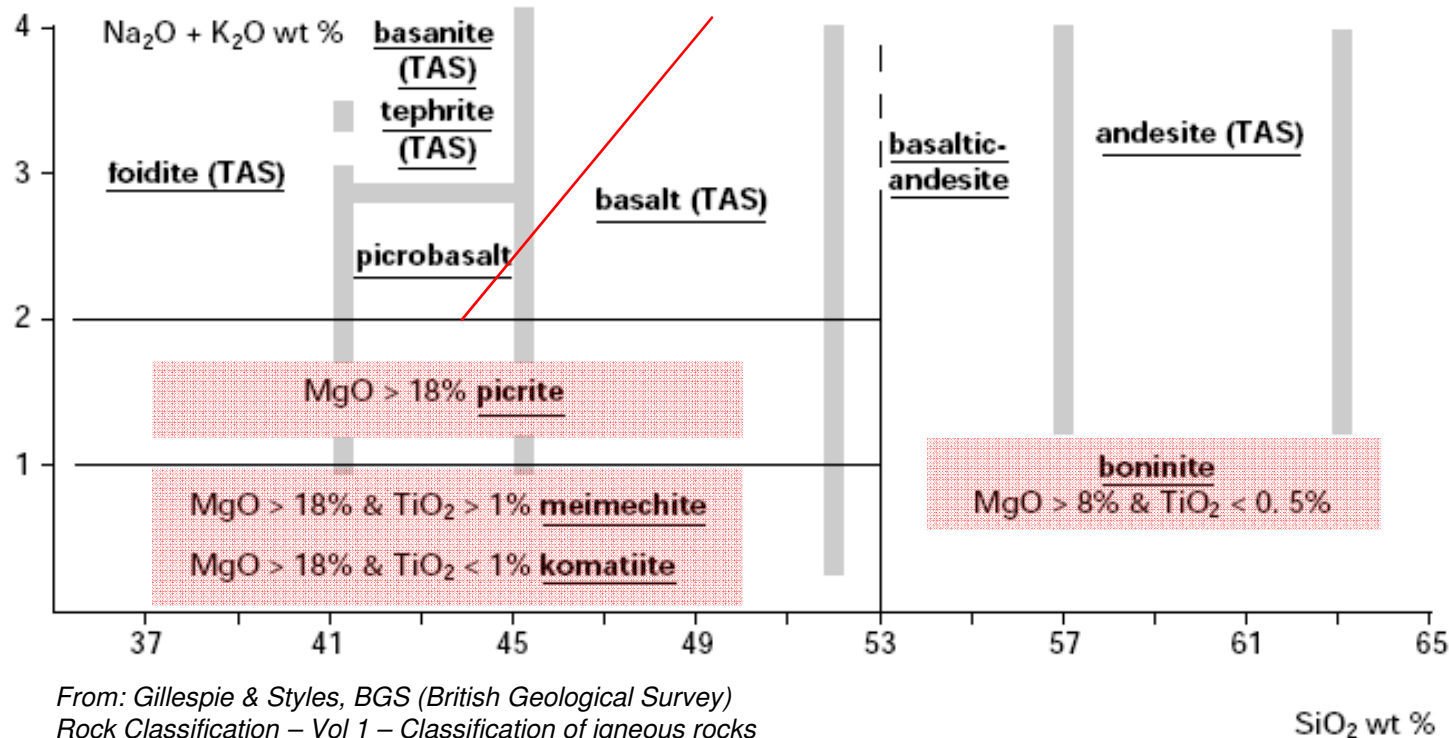 4
Na₂O + K₂O wt %
basanite
(TAS)
tephrite
(TAS)
basaltic-
andesite
andesite (TAS)
3
foidite (TAS)
basalt (TAS)
picrobasalt
2
MgO > 18% picrite
1
boninite
MgO > 8% & TiO₂ < 0. 5%
MgO > 18% & TiO₂ > 1% meimechite
MgO > 18% & TiO₂ < 1% komatiite
37 41 45 49 53 57 61 65
From: Gillespie & Styles, BGS (British Geological Survey)
Rock Classification – Vol 1 – Classification of igneous rocks
SiO₂ wt %